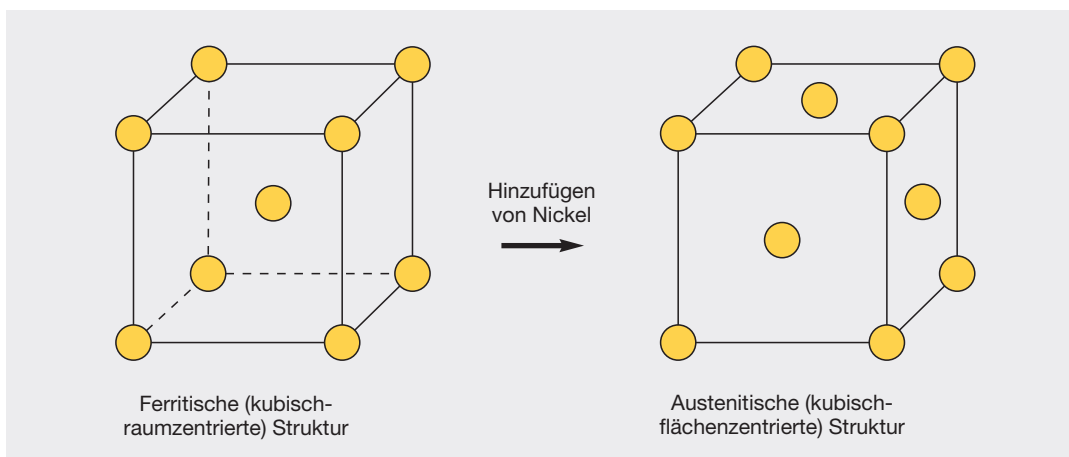 Hinzufügen
von Nickel
Ferritische (kubisch-
raumzentrierte) Struktur
Austenitische (kubisch-
flächenzentrierte) Struktur